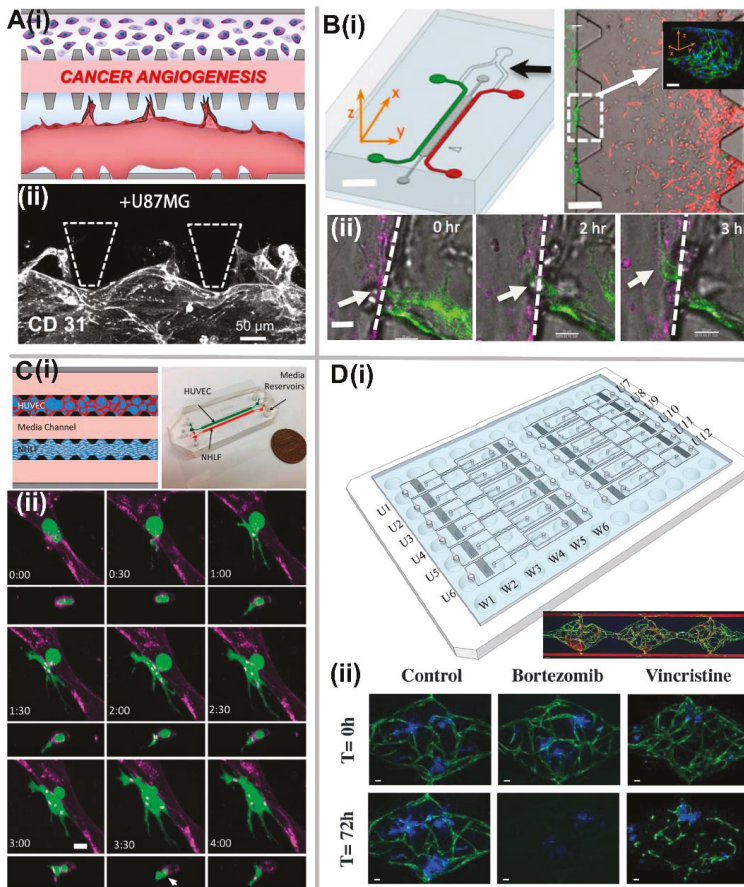 A(i)
CANCER ANGIOGENESIS
(ii)
+U87MG
CD 31
50 μm
B(i)
z
x
y
(ii)
0 hr
2 hr
3 hr
C(i)
HUVEC
Media Channel
NHLF
HUVEC
Media
Reservoirs
NHLF
(ii)
0:00
0:30
1:00
1:30
2:00
2:30
3:00
3:30
4:00
D(i)
U7
U8
U9
U10
U11
U12
U1
U2
U3
U4
U5
U6
W1
W2
W3
W4
W5
W6
(ii)
Control
Bortezomib
Vincristine
T= 0h
T= 72h